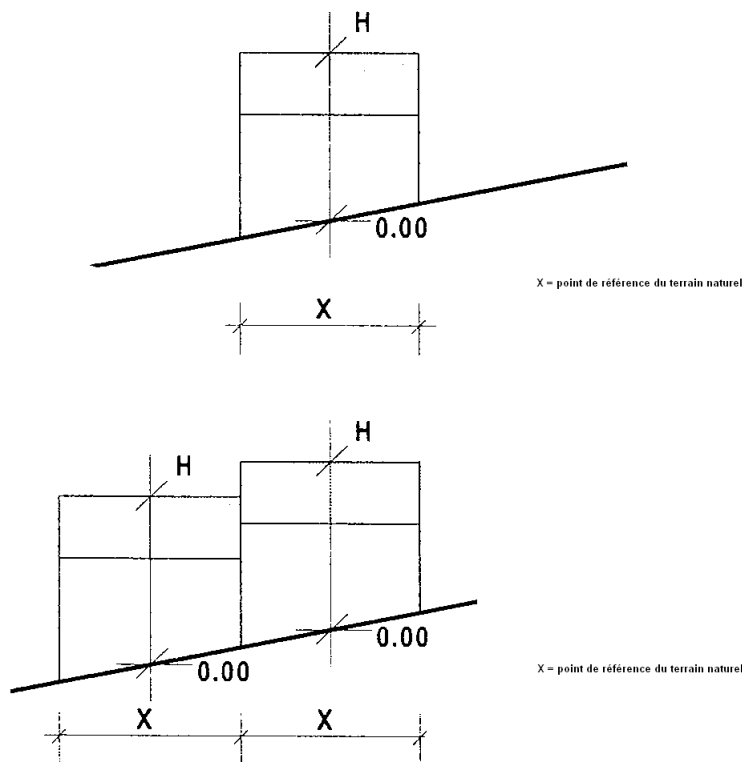 H
0.00
X = point de référence du terrain naturel
X
H
H
0.00
0.00
X = point de référence du terrain naturel
X
X